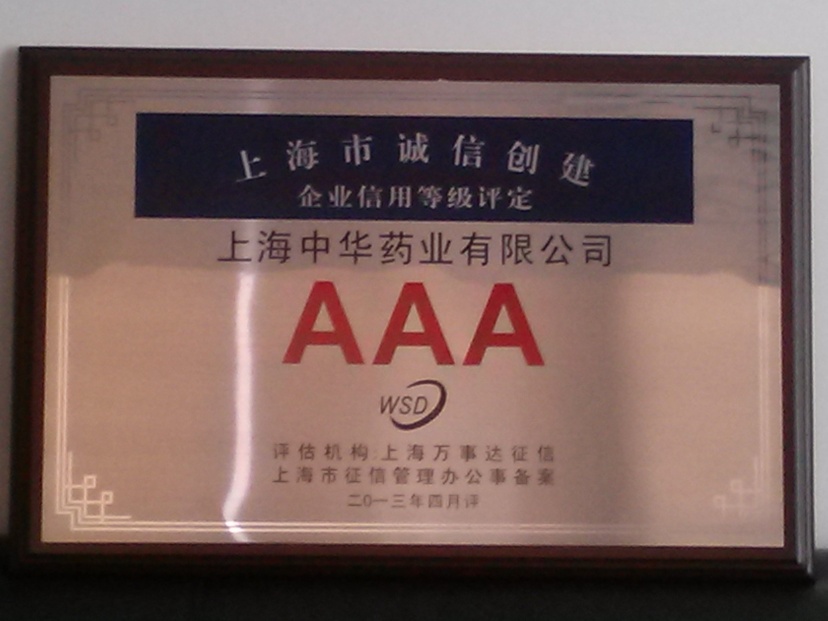 上海市诚信创建
企业信用等级评定
上海中华药业有限公司
AAA
WSD
评估机构:上海万事达征信
上海市征信管理办公事备案
二0一三年四月评